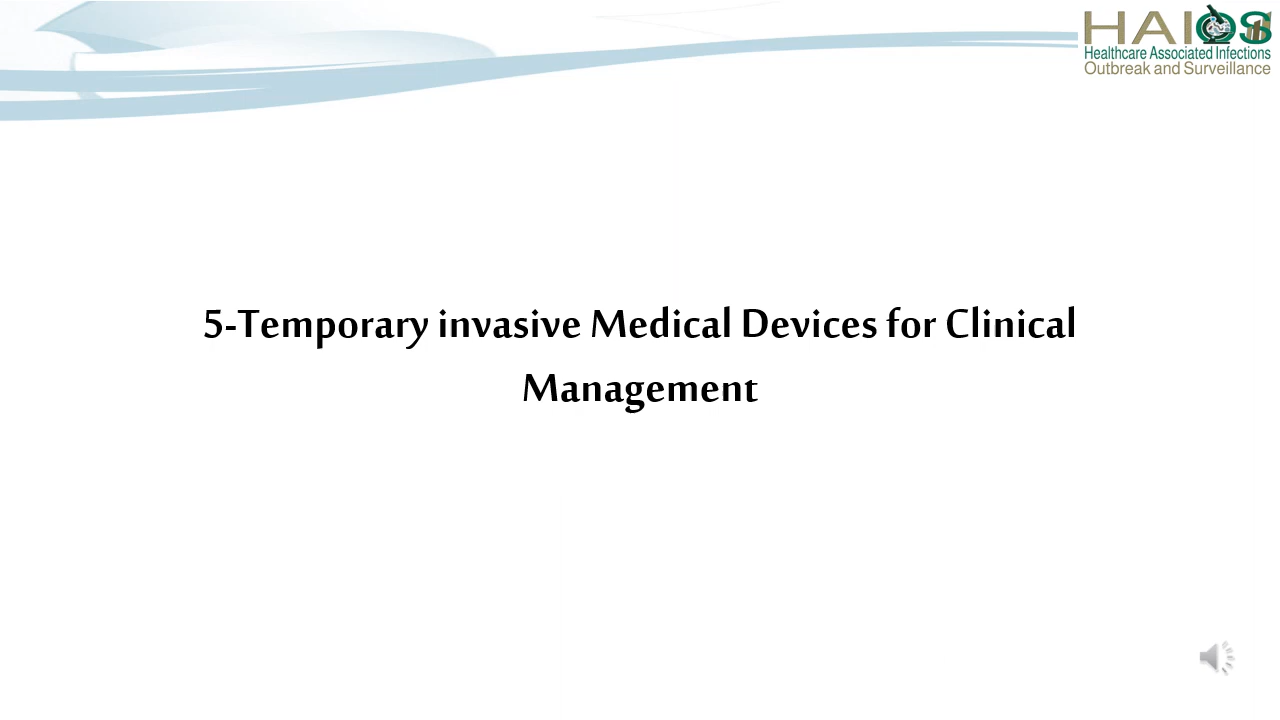 HAIOS
Healthcare Associated Infections
Outbreak and Surveillance
5-Temporary invasive Medical Devices for Clinical
Management